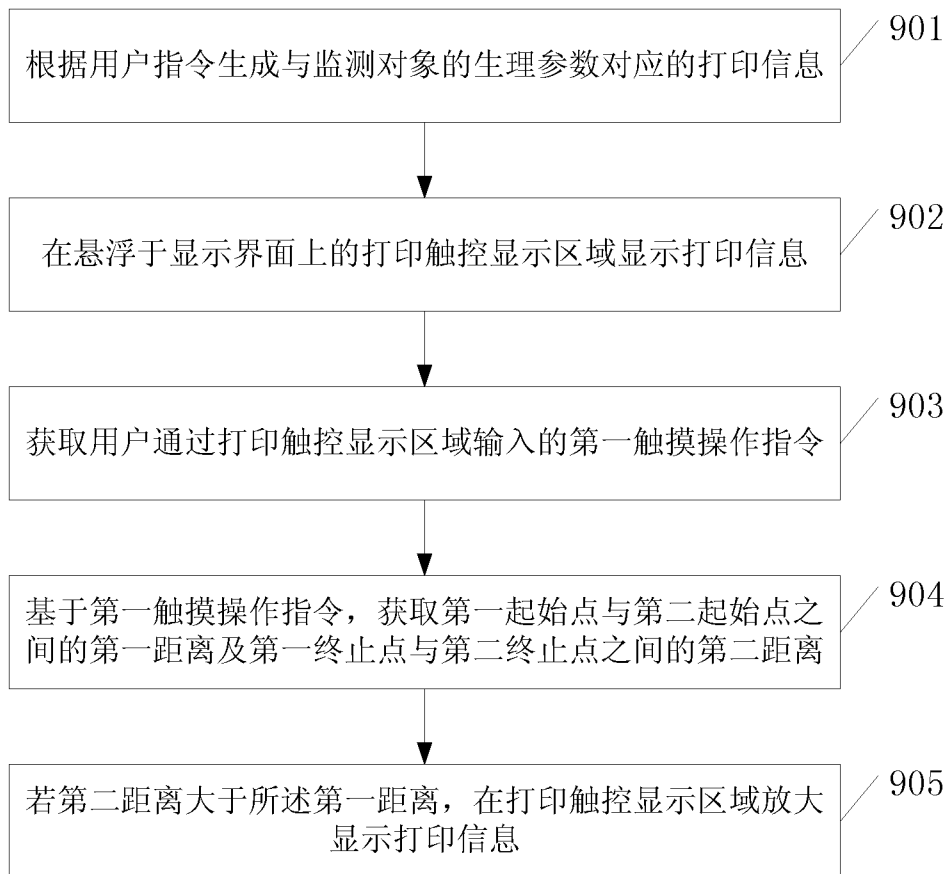 根据用户指令生成与监测对象的生理参数对应的打印信息
901
在悬浮于显示界面上的打印触控显示区域显示打印信息
902
获取用户通过打印触控显示区域输入的第一触摸操作指令
903
基于第一触摸操作指令，获取第一起始点与第二起始点之
间的第一距离及第一终止点与第二终止点之间的第二距离
904
若第二距离大于所述第一距离，在打印触控显示区域放大
显示打印信息
905